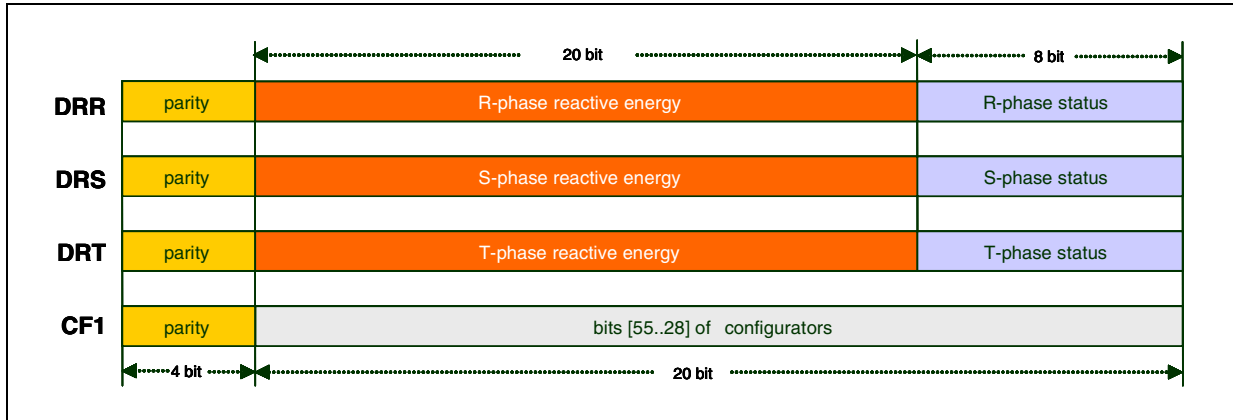 20 bit 8 bit
DRR parity R-phase reactive energy R-phase status
DRS parity S-phase reactive energy S-phase status
DRT parity T-phase reactive energy T-phase status
CF1 parity bits [55..28] of configurators
4 bit 20 bit